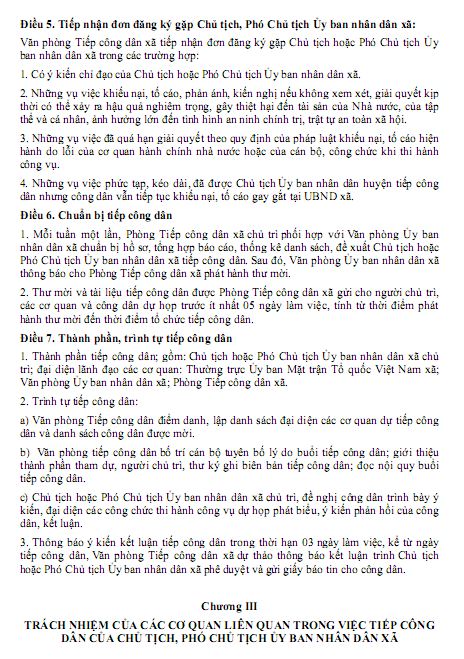 Điều 5. Tiếp nhận đơn đăng ký gặp Chủ tịch, Phó Chủ tịch Ủy ban nhân dân xã:
Văn phòng Tiếp công dân xã tiếp nhận đơn đăng ký gặp Chủ tịch hoặc Phó Chủ tịch Ủy
ban nhân dân xã trong các trường hợp:
1. Có ý kiến chỉ đạo của Chủ tịch hoặc Phó Chủ tịch Ủy ban nhân dân xã.
2. Những vụ việc khiếu nại, tố cáo, phản ánh, kiến nghị nếu không xem xét, giải quyết kịp
thời có thể xảy ra hậu quả nghiêm trọng, gây thiệt hại đến tài sản của Nhà nước, của tập
thể và cá nhân, ảnh hưởng lớn đến tình hình an ninh chính trị, trật tự an toàn xã hội.
3. Những vụ việc đã quá hạn giải quyết theo quy định của pháp luật khiếu nại, tố cáo hiện
hành do lỗi của cơ quan hành chính nhà nước hoặc của cán bộ, công chức khi thi hành
công vụ.
4. Những vụ việc phức tạp, kéo dài, đã được Chủ tịch Ủy ban nhân dân huyện tiếp công
dân nhưng công dân vẫn tiếp tục khiếu nại, tố cáo gay gắt tại UBND xã.
Điều 6. Chuẩn bị tiếp công dân
1. Mỗi tuần một lần, Phòng Tiếp công dân xã chủ trì phối hợp với Văn phòng Ủy ban
nhân dân xã chuẩn bị hồ sơ, tổng hợp báo cáo, thống kê danh sách, đề xuất Chủ tịch hoặc
Phó Chủ tịch Ủy ban nhân dân xã tiếp công dân. Sau đó, Văn phòng Ủy ban nhân dân xã
thông báo cho Phòng Tiếp công dân xã phát hành thư mời.
2. Thư mời và tài liệu tiếp công dân được Phòng Tiếp công dân xã gửi cho người chủ trì,
các cơ quan và công dân dự họp trước ít nhất 05 ngày làm việc, tính từ thời điểm phát
hành thư mời đến thời điểm tổ chức tiếp công dân.
Điều 7. Thành phần, trình tự tiếp công dân
1. Thành phần tiếp công dân; gồm: Chủ tịch hoặc Phó Chủ tịch Ủy ban nhân dân xã chủ
trì; đại diện lãnh đạo các cơ quan: Thường trực Ủy ban Mặt trận Tổ quốc Việt Nam xã;
Văn phòng Ủy ban nhân dân xã; Phòng Tiếp công dân xã.
2. Trình tự tiếp công dân:
a) Văn phòng Tiếp công dân điểm danh, lập danh sách đại diện các cơ quan dự tiếp công
dân và danh sách công dân được mời.
b) Văn phòng tiếp công dân bố trí cán bộ tuyên bố lý do buổi tiếp công dân; giới thiệu
thành phần tham dự, người chủ trì, thư ký ghi biên bản tiếp công dân; đọc nội quy buổi
tiếp công dân.
c) Chủ tịch hoặc Phó Chủ tịch Ủy ban nhân dân xã chủ trì, đề nghị công dân trình bày ý
kiến, đại diện các công chức thi hành công vụ dự họp phát biểu, ý kiến phản hồi của công
dân, kết luận.
3. Thông báo ý kiến kết luận tiếp công dân trong thời hạn 03 ngày làm việc, kể từ ngày
tiếp công dân, Văn phòng Tiếp công dân xã dự thảo thông báo kết luận trình Chủ tịch
hoặc Phó Chủ tịch Ủy ban nhân dân xã phê duyệt và gửi giấy báo tin cho công dân.
Chương III
TRÁCH NHIỆM CỦA CÁC CƠ QUAN LIÊN QUAN TRONG VIỆC TIẾP CÔNG
DÂN CỦA CHỦ TỊCH, PHÓ CHỦ TỊCH ỦY BAN NHÂN DÂN XÃ